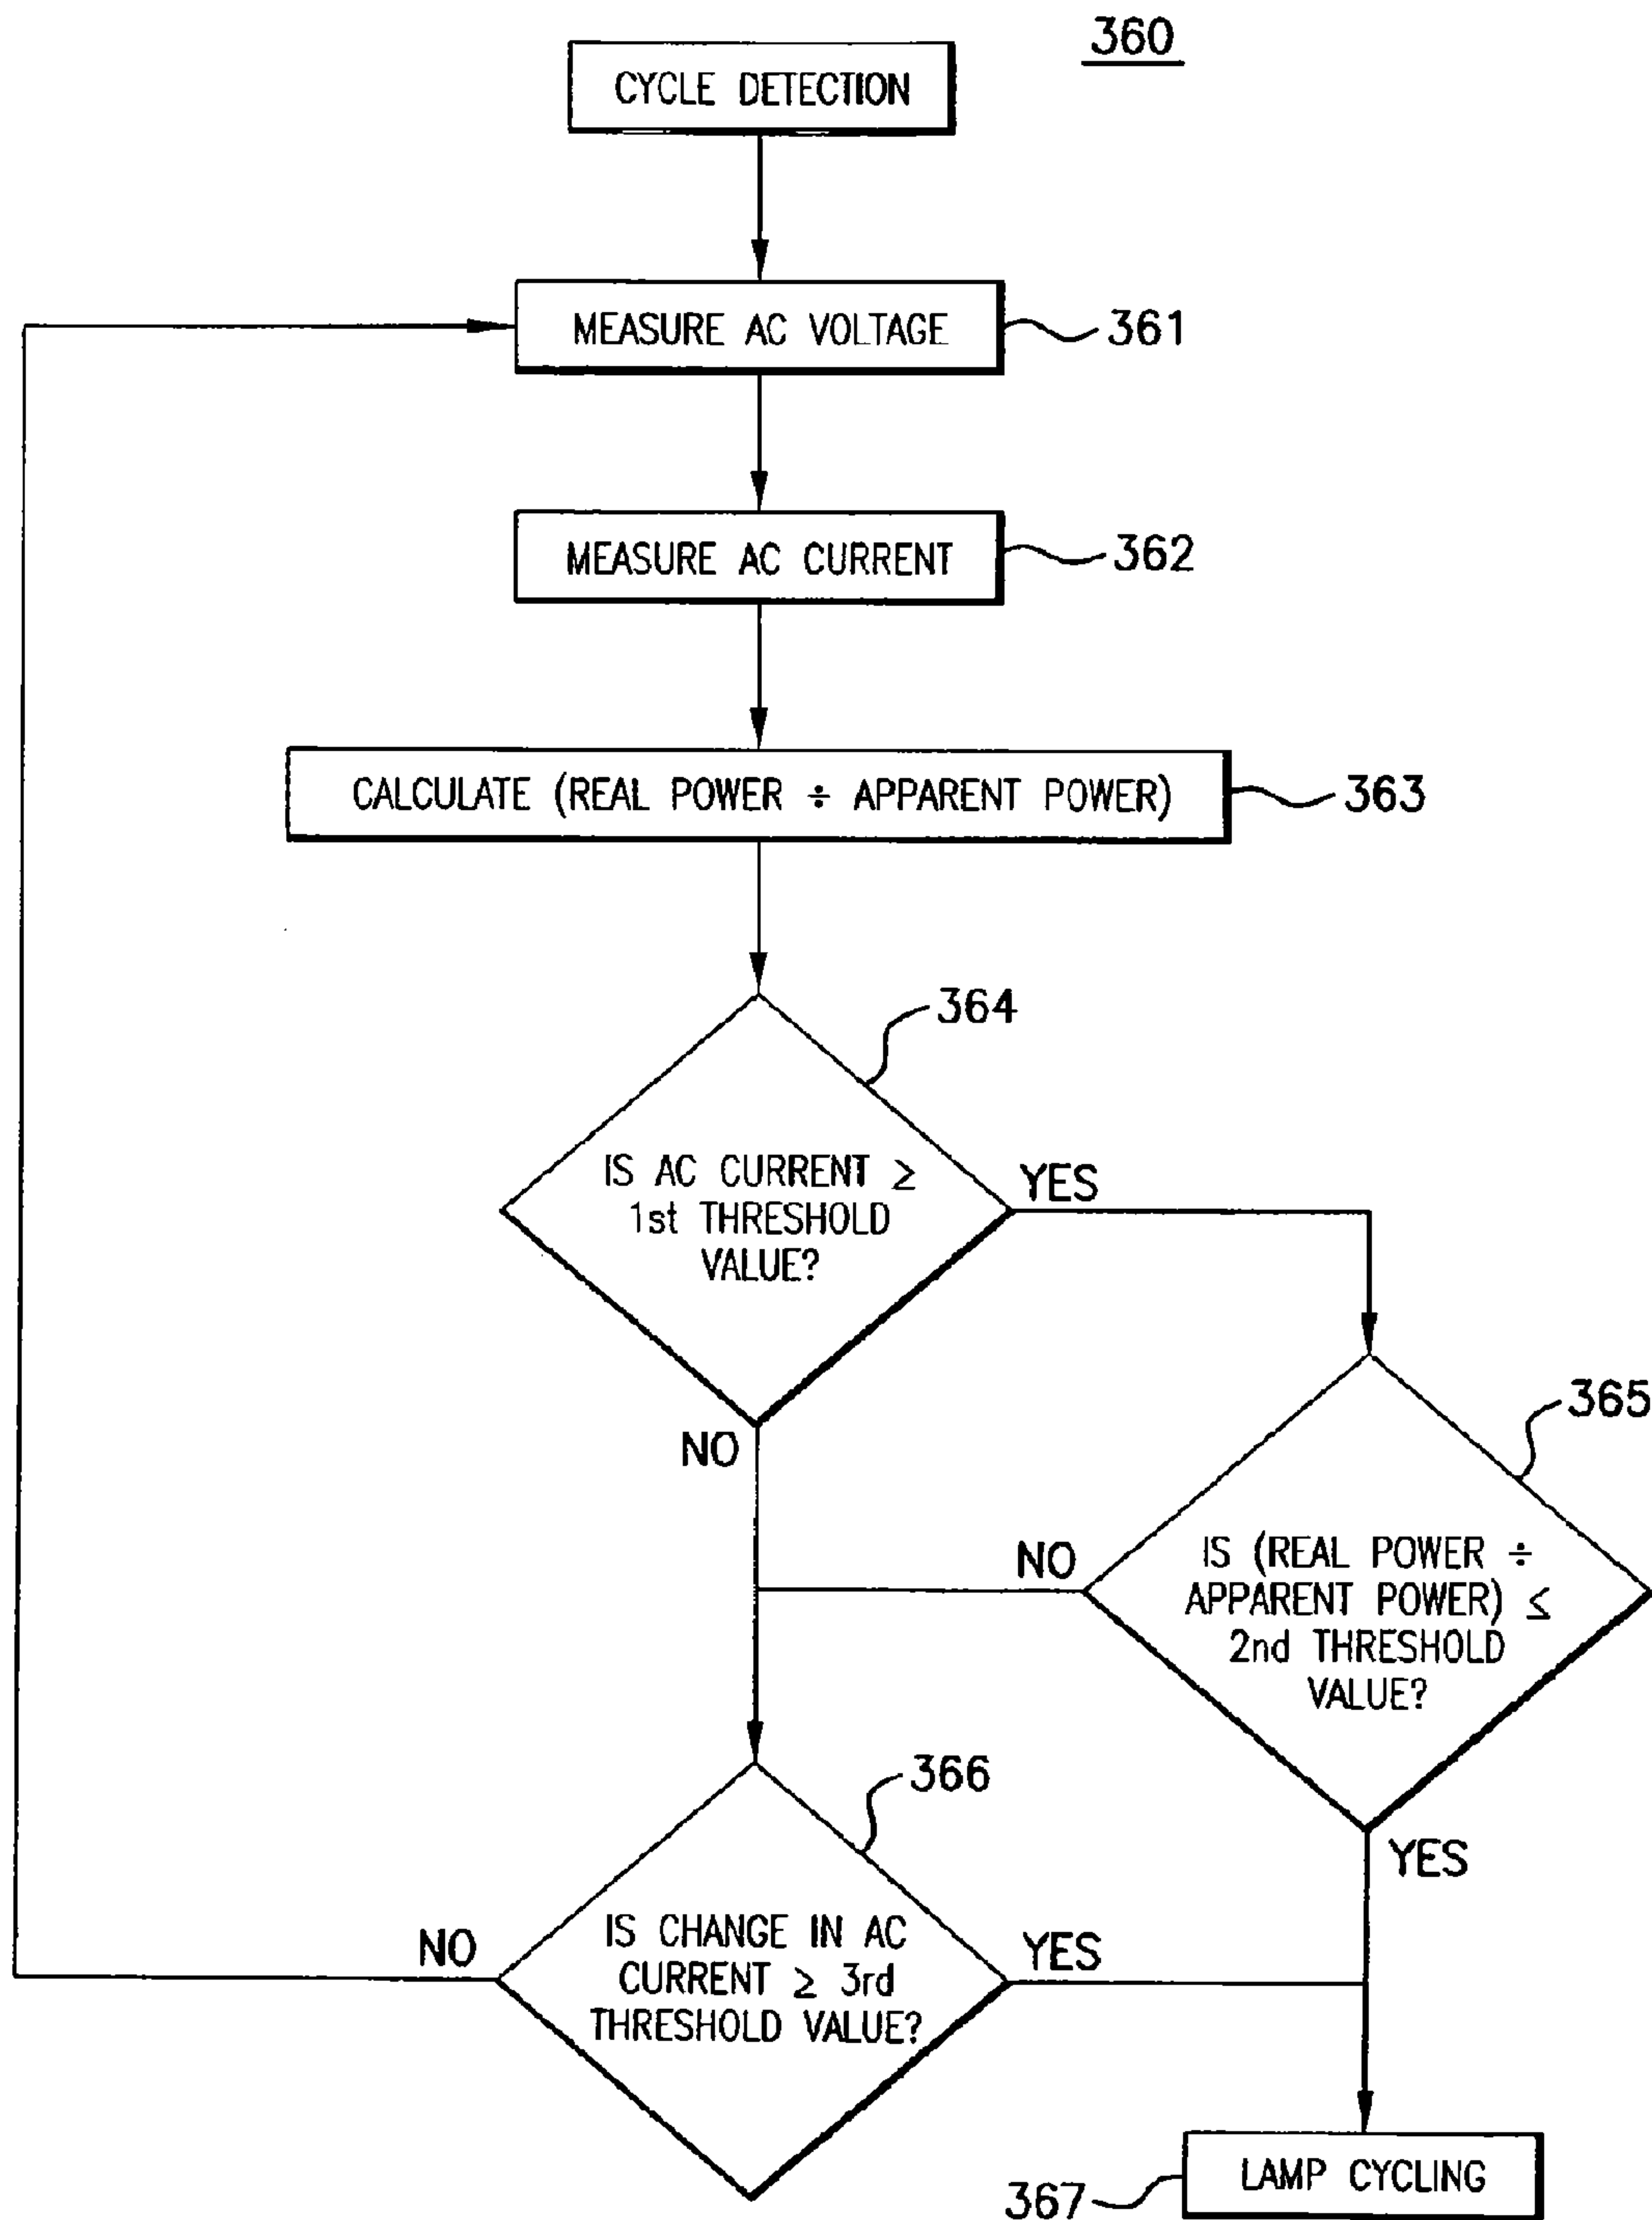 360
CYCLE DETECTION
MEASURE AC VOLTAGE
361
MEASURE AC CURRENT
362
CALCULATE (REAL POWER ÷ APPARENT POWER)
363
364
IS AC CURRENT ≥
1st THRESHOLD
VALUE?
YES
NO
365
IS (REAL POWER ÷
APPARENT POWER) ≤
2nd THRESHOLD
VALUE?
NO
YES
366
IS CHANGE IN AC
CURRENT ≥ 3rd
THRESHOLD VALUE?
NO
YES
LAMP CYCLING
367